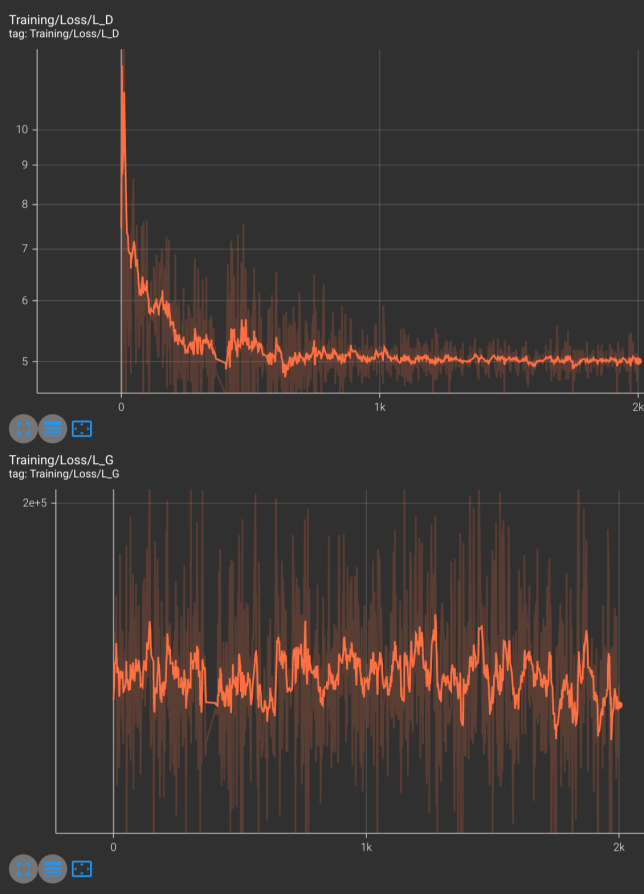 Training/Loss/L_D
tag: Training/Loss/L_D
10
9
8
7
6
5
0
1k
2k
Training/Loss/L_G
tag: Training/Loss/L_G
2e+5
0
1k
2k